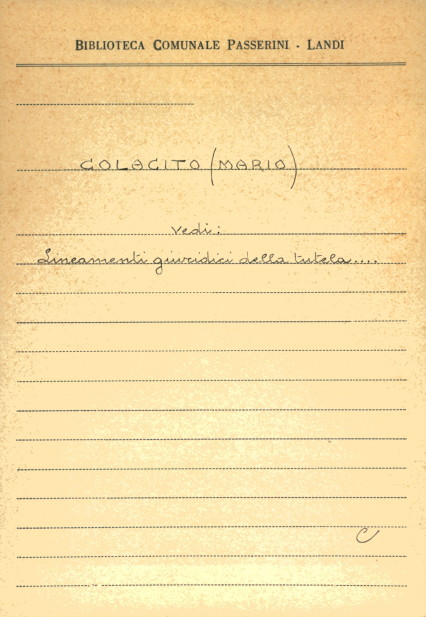 BIBLIOTECA COMUNALE PASSERINI - LANDI
COLACITO (MARIO)
Vedi:
Lineamenti giuridici della tutela....
C